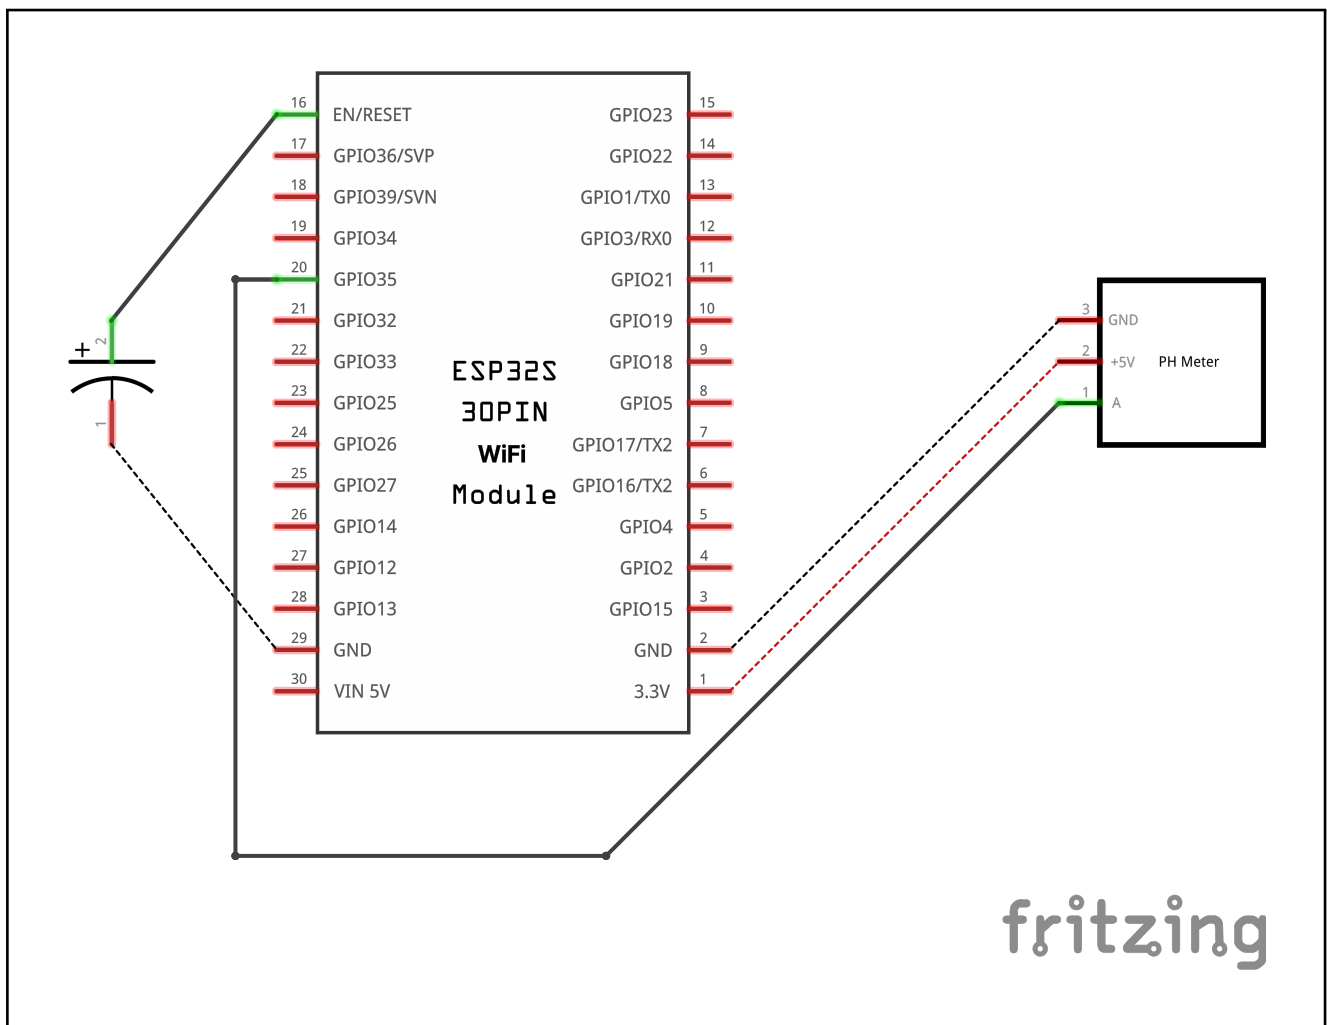 16 EN/RESET
17 GPIO36/SVP
18 GPIO39/SVN
19 GPIO34
20 GPIO35
21 GPIO32
22 GPIO33
23 GPIO25
24 GPIO26
25 GPIO27
26 GPIO14
27 GPIO12
28 GPIO13
29 GND
30 VIN 5V
ESP32S
30PIN
WiFi
Module
GPIO23 15
GPIO22 14
GPIO1/TX0 13
GPIO3/RX0 12
GPIO21 11
GPIO19 10
GPIO18 9
GPIO5 8
GPIO17/TX2 7
GPIO16/TX2 6
GPIO4 5
GPIO2 4
GPIO15 3
GND 2
3.3V 1
+ 2
1
3 GND
2 +5V
1 A
PH Meter
fritzing